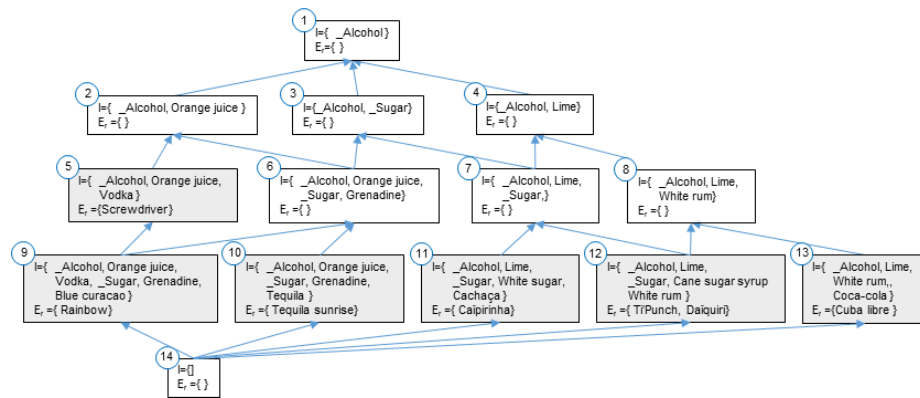 1
I={ _Alcohol}
Er={ }
2
I={ _Alcohol, Orange juice }
Er ={ }
3
I={_Alcohol, _Sugar}
Er ={ }
4
I={_Alcohol, Lime}
Er ={ }
5
I={ _Alcohol, Orange juice,
Vodka }
Er ={Screwdriver}
6
I={ _Alcohol, Orange juice,
_Sugar, Grenadine}
Er ={ }
7
I={ _Alcohol, Lime,
_Sugar,}
Er ={ }
8
I={ _Alcohol, Lime,
White rum}
Er ={ }
9
I={ _Alcohol, Orange juice,
Vodka, _Sugar, Grenadine,
Blue curacao }
Er ={ Rainbow}
10
I={ _Alcohol, Orange juice,
_Sugar, Grenadine,
Tequila }
Er ={ Tequila sunrise}
11
I={ _Alcohol, Lime,
_Sugar, White sugar,
Cachaça }
Er ={ Caipirinha}
12
I={ _Alcohol, Lime,
_Sugar, Cane sugar syrup
White rum }
Er ={ Ti'Punch, Daïquiri}
13
I={ _Alcohol, Lime,
White rum,,
Coca-cola }
Er ={Cuba libre }
14
I={]
Er ={ }